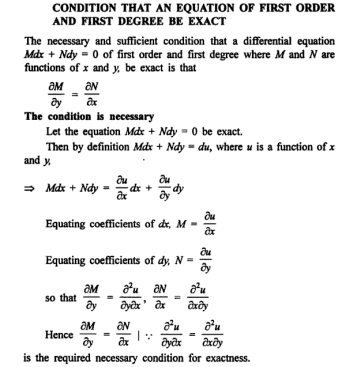 CONDITION THAT AN EQUATION OF FIRST ORDER
AND FIRST DEGREE BE EXACT
The necessary and sufficient condition that a differential equation
Mdx + Ndy = 0 of first order and first degree where M and N are
functions of x and y, be exact is that
∂M/∂y = ∂N/∂x
The condition is necessary
Let the equation Mdx + Ndy = 0 be exact.
Then by definition Mdx + Ndy = du, where u is a function of x
and y,
⇒ Mdx + Ndy = ∂u/∂x dx + ∂u/∂y dy
Equating coefficients of dx, M = ∂u/∂x
Equating coefficients of dy, N = ∂u/∂y
so that ∂M/∂y = ∂²u/∂y∂x, ∂N/∂x = ∂²u/∂x∂y
Hence ∂M/∂y = ∂N/∂x | ∵ ∂²u/∂y∂x = ∂²u/∂x∂y
is the required necessary condition for exactness.